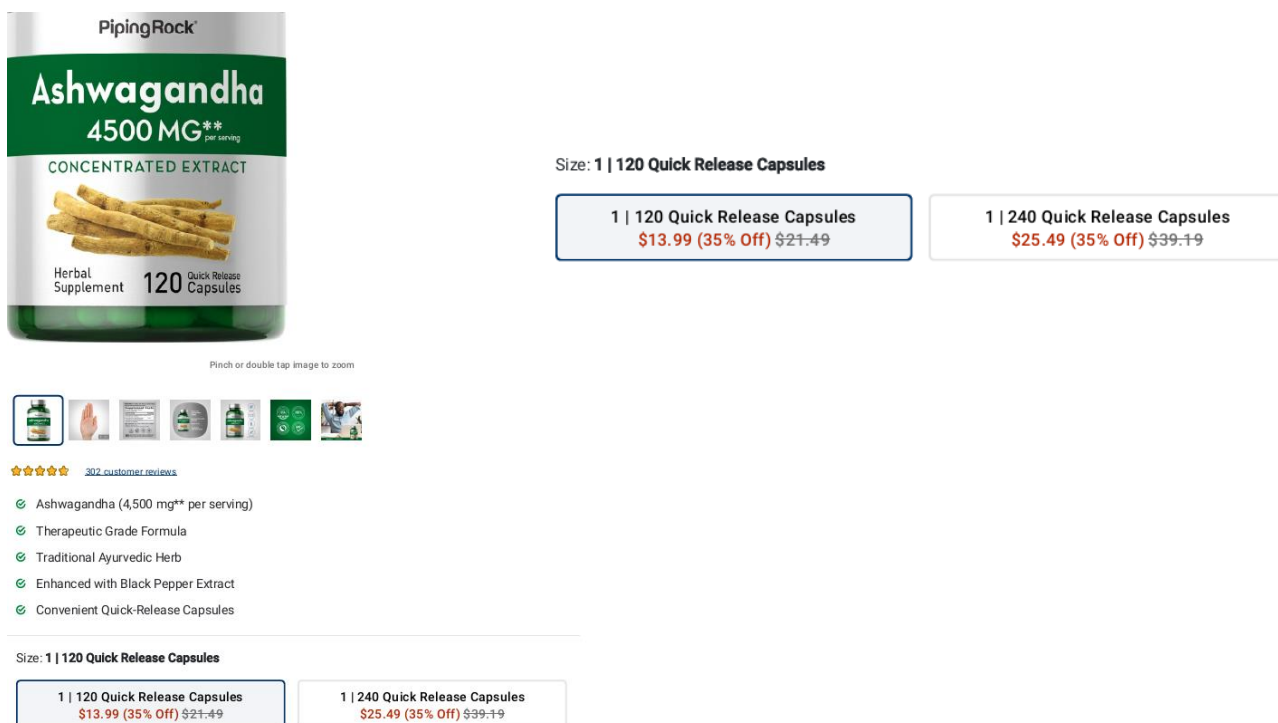 PipingRock®
Ashwagandha
4500 MG**
per serving
CONCENTRATED EXTRACT
Herbal
Supplement
120 Quick Release
Capsules
Pinch or double tap image to zoom
302 customer reviews
Ashwagandha (4,500 mg** per serving)
Therapeutic Grade Formula
Traditional Ayurvedic Herb
Enhanced with Black Pepper Extract
Convenient Quick-Release Capsules
Size: 1 | 120 Quick Release Capsules
1 | 120 Quick Release Capsules
$13.99 (35% Off) $21.49
1 | 240 Quick Release Capsules
$25.49 (35% Off) $39.19
Size: 1 | 120 Quick Release Capsules
1 | 120 Quick Release Capsules
$13.99 (35% Off) $21.49
1 | 240 Quick Release Capsules
$25.49 (35% Off) $39.19